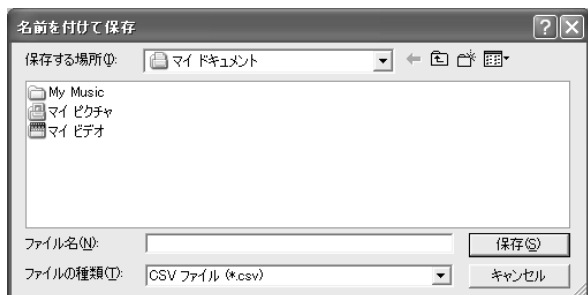 名前を付けて保存
保存する場所(I): マイ ドキュメント
My Music
マイ ピクチャ
マイ ビデオ
ファイル名(N): 保存(S)
ファイルの種類(T): CSV ファイル (*.csv) キャンセル